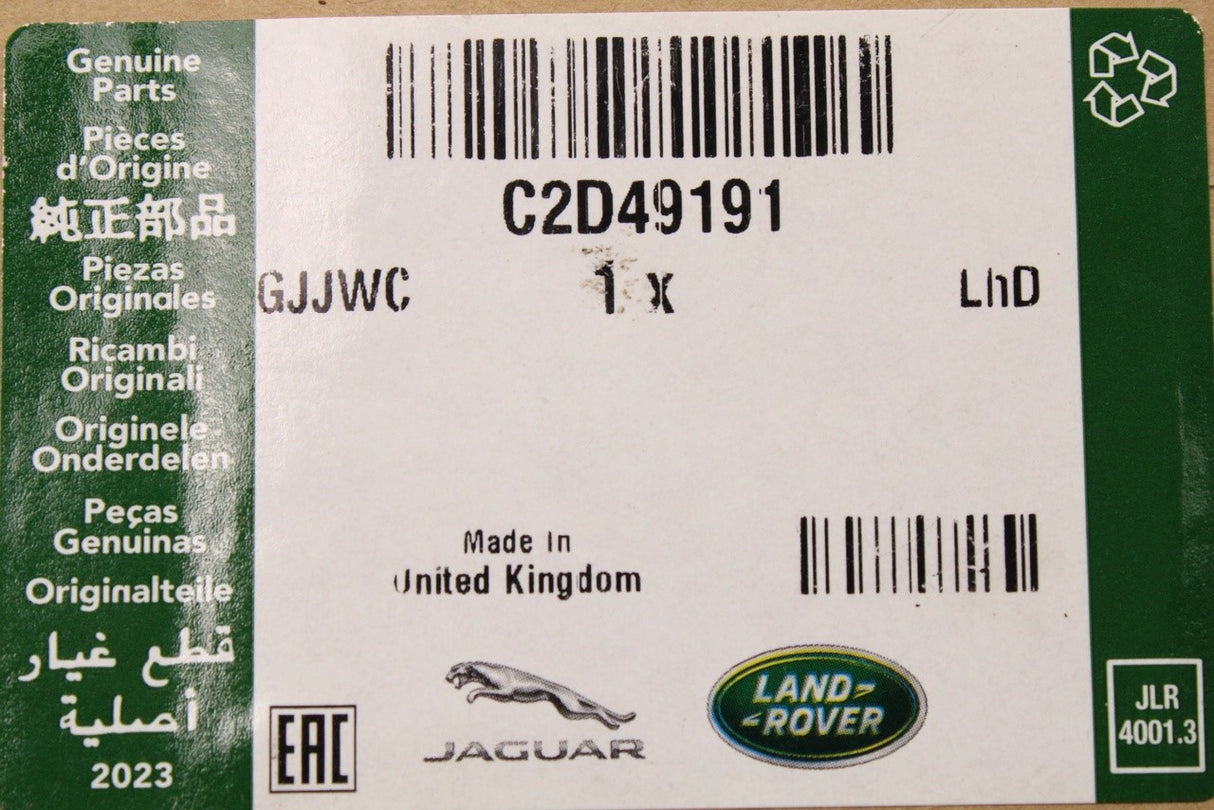 Genuine
Parts
Pièces
d'Origine
純正部品
Piezas
Originales
Ricambi
Originali
Originele
Onderdelen
Peças
Genuinas
Originalteile
قطع غيار
أصلية
2023
C2D49191
GJJWC 1 x LhD
Made In
United Kingdom
EAC
JAGUAR
LAND-
-ROVER
JLR
4001.3